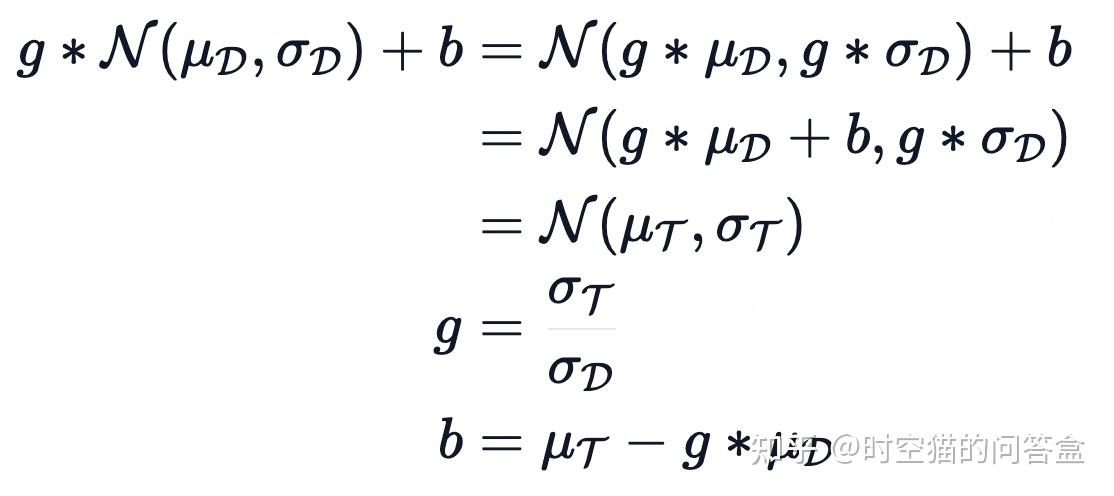 g ∗ 𝒩(μ_𝒟, σ_𝒟) + b = 𝒩(g ∗ μ_𝒟, g ∗ σ_𝒟) + b
= 𝒩(g ∗ μ_𝒟 + b, g ∗ σ_𝒟)
= 𝒩(μ_𝒯, σ_𝒯)
g = σ_𝒯 / σ_𝒟
b = μ_𝒯 − g ∗ μ_𝒟
知乎 @时空猫的问答盒